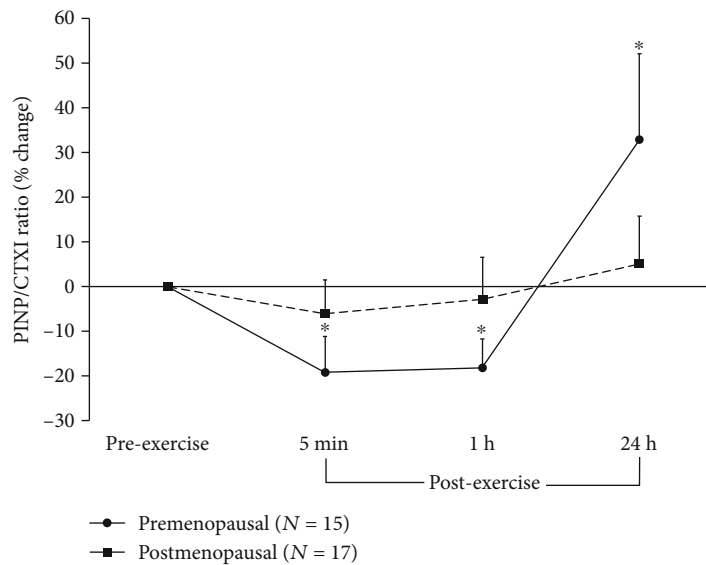 60
50
40
30
20
10
0
−10
−20
−30
PINP/CTXI ratio (% change)
*
*
*
Pre-exercise 5 min 1 h 24 h
Post-exercise
Premenopausal (N = 15)
Postmenopausal (N = 17)